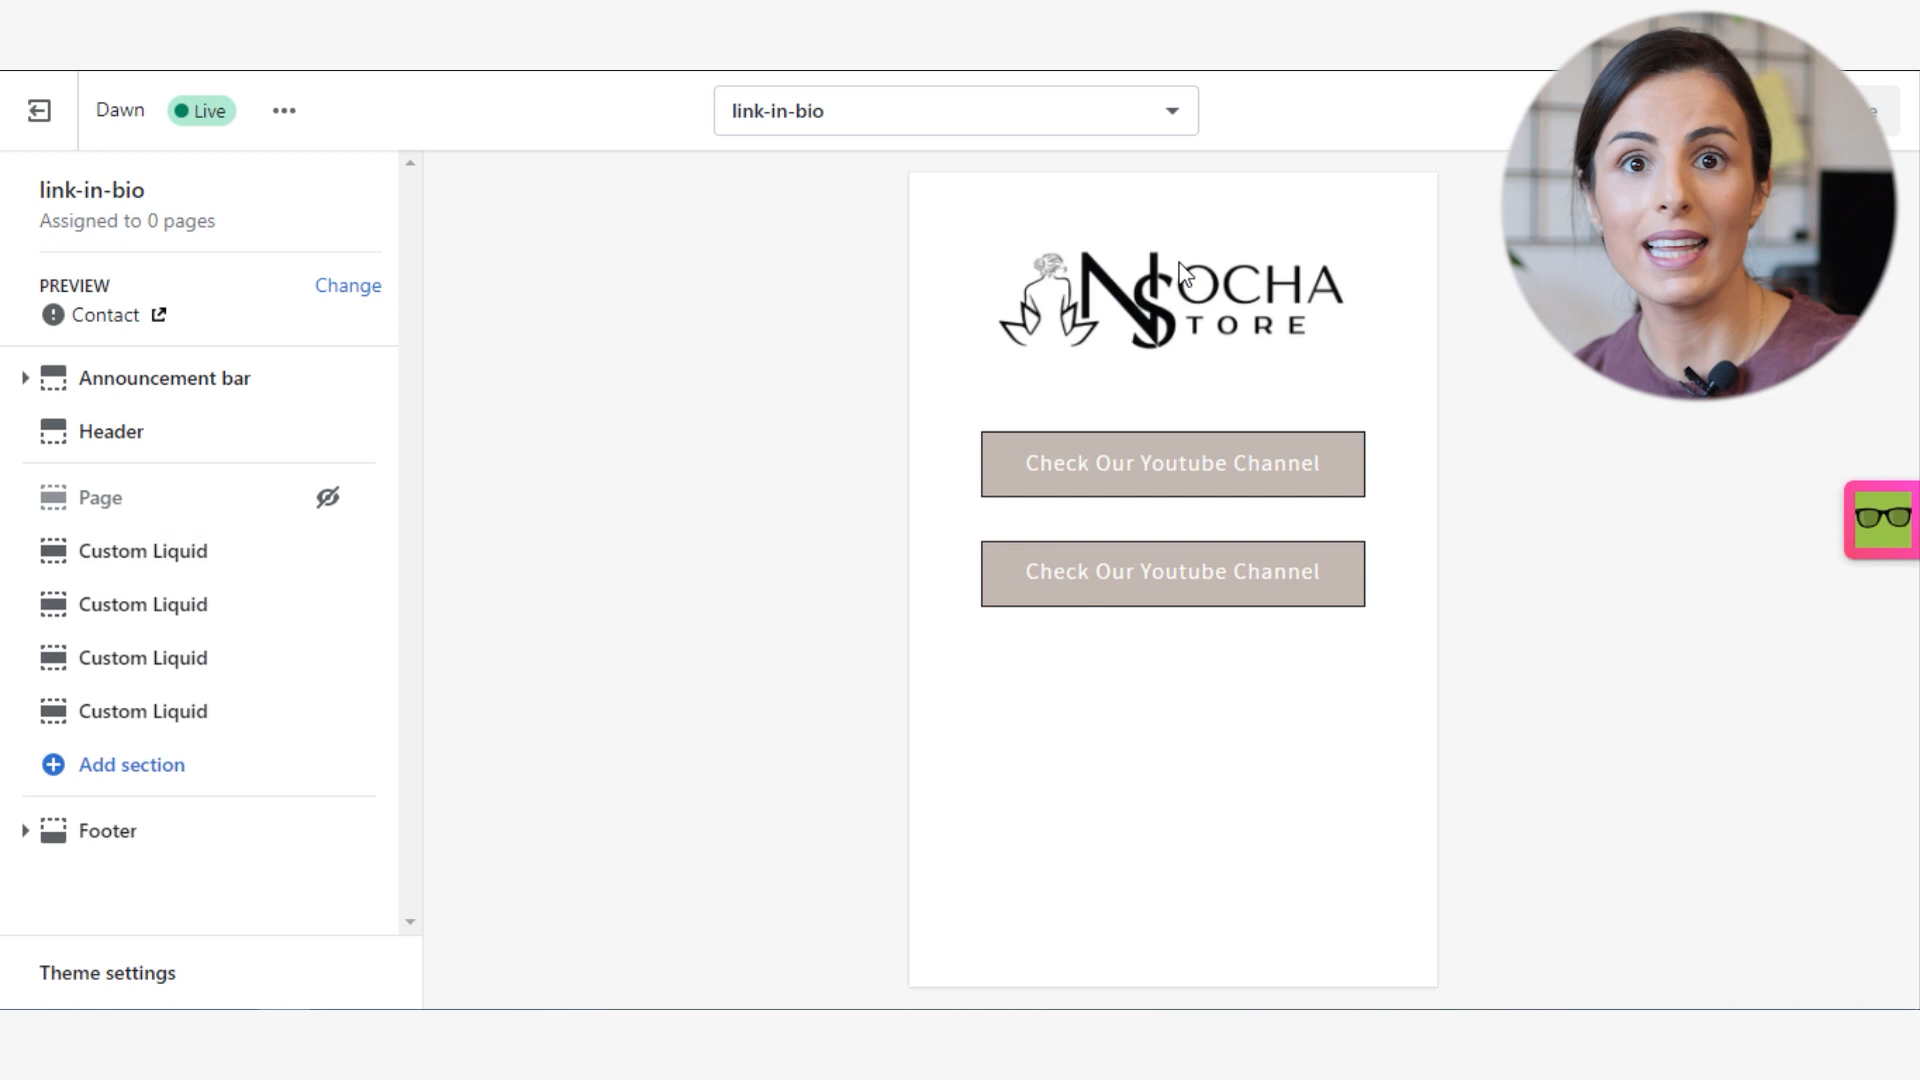 Dawn
Live
link-in-bio
link-in-bio
Assigned to 0 pages
PREVIEW
Change
Contact
Announcement bar
Header
Page
Custom Liquid
Custom Liquid
Custom Liquid
Custom Liquid
Add section
Footer
Theme settings
NOCHA
STORE
Check Our Youtube Channel
Check Our Youtube Channel